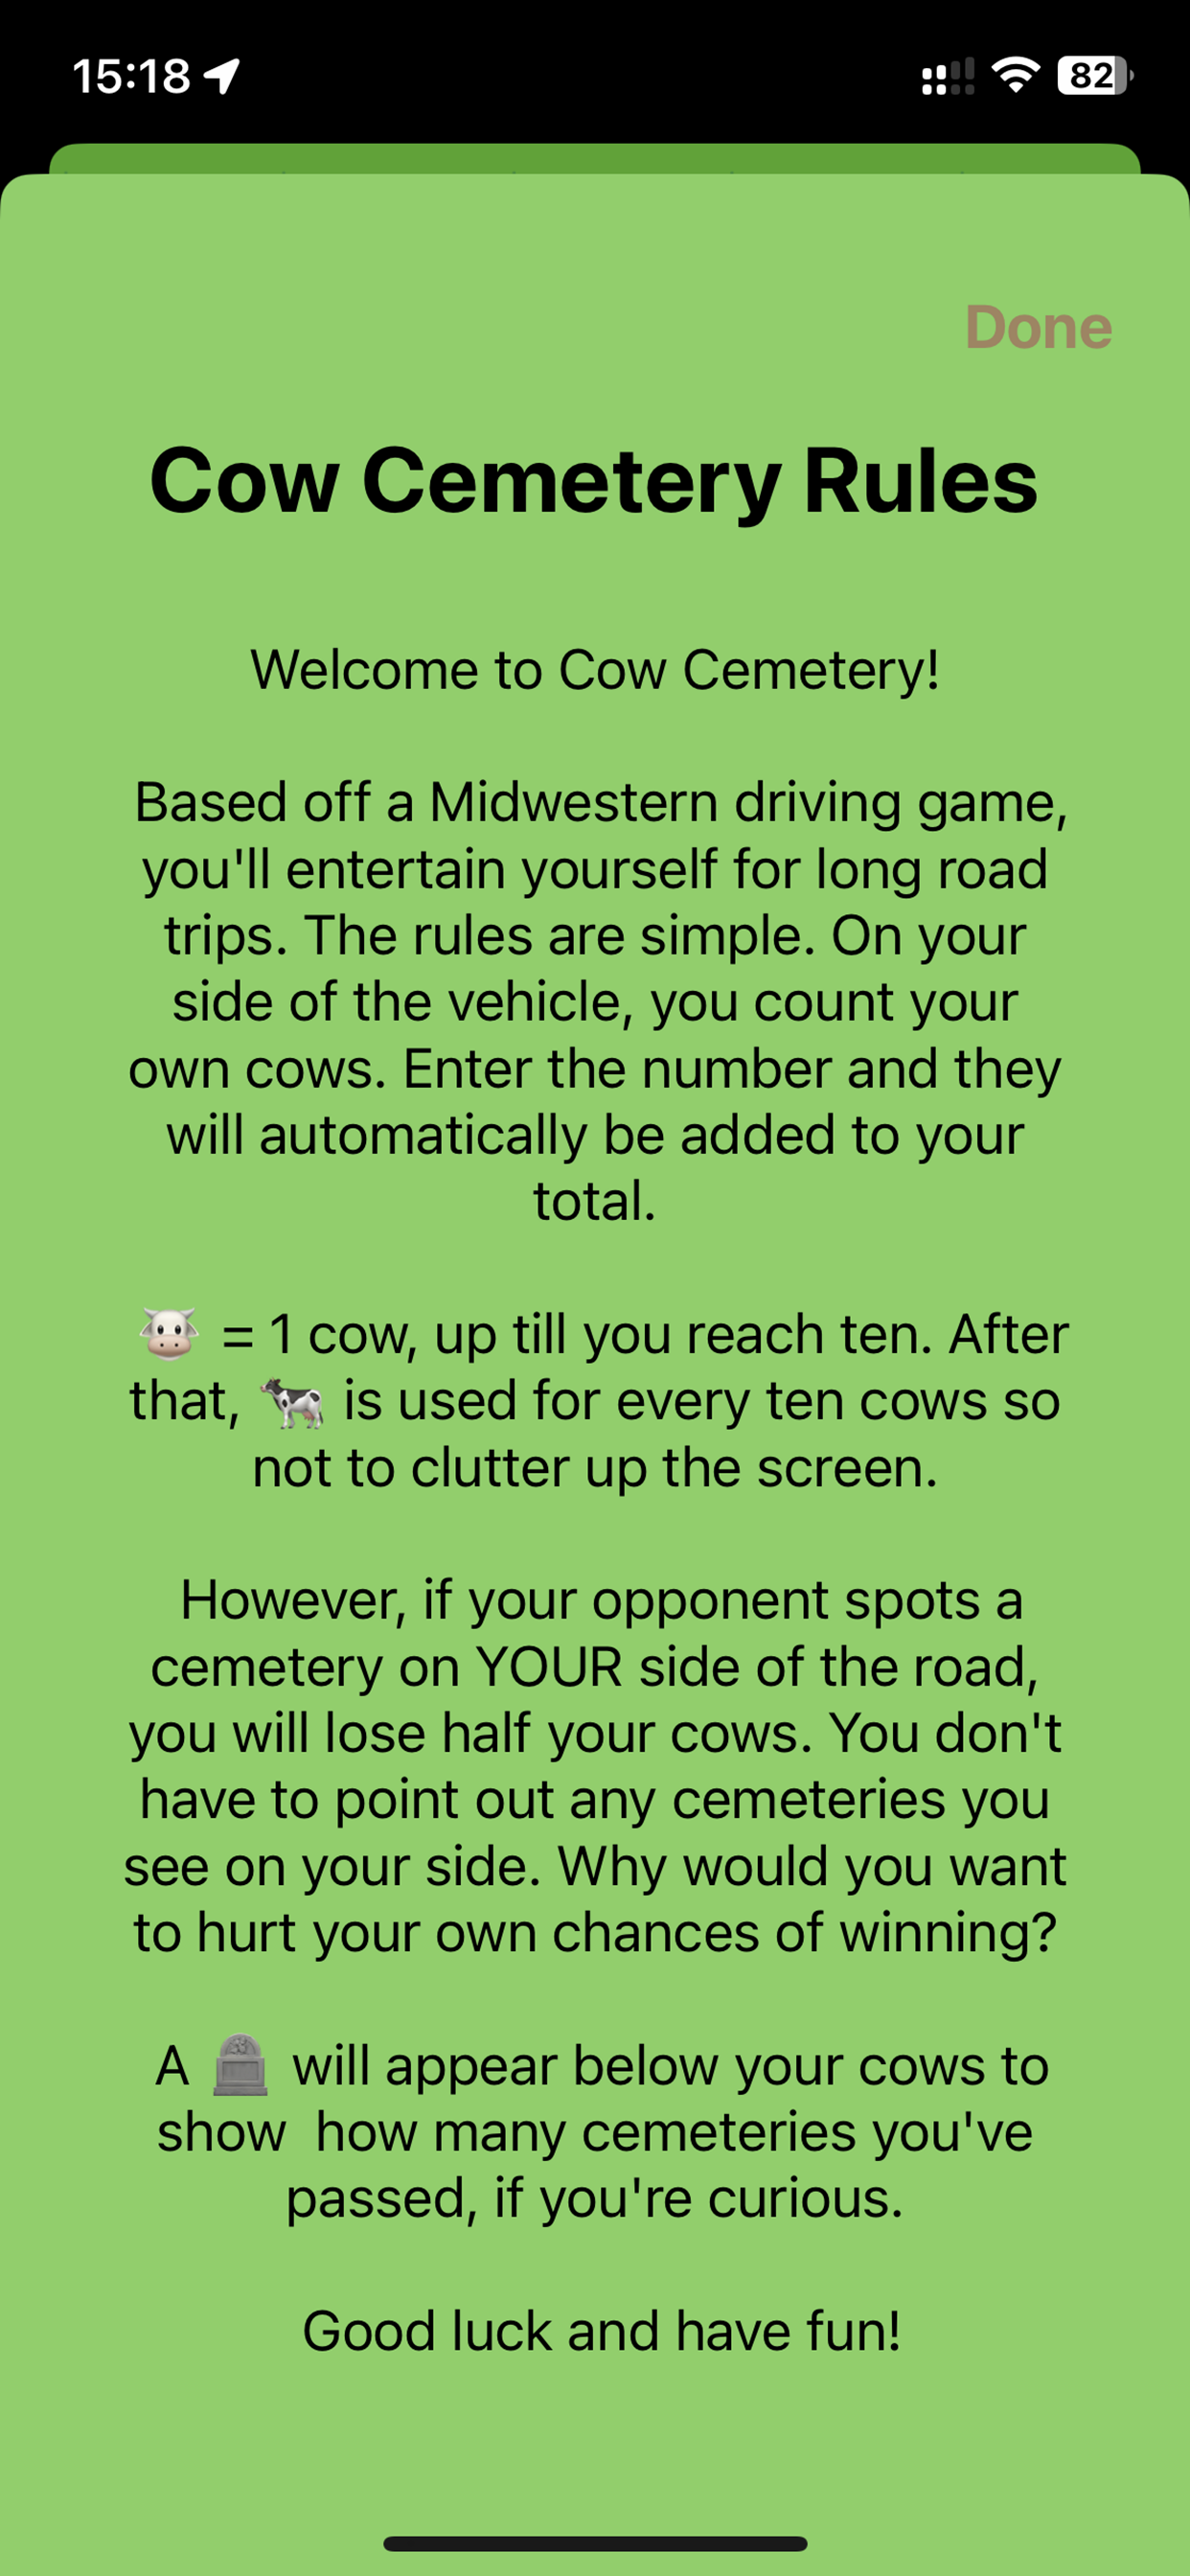 15:18
82
Done
Cow Cemetery Rules
Welcome to Cow Cemetery!
Based off a Midwestern driving game,
you'll entertain yourself for long road
trips. The rules are simple. On your
side of the vehicle, you count your
own cows. Enter the number and they
will automatically be added to your
total.
🐮 = 1 cow, up till you reach ten. After
that, 🐄 is used for every ten cows so
not to clutter up the screen.
However, if your opponent spots a
cemetery on YOUR side of the road,
you will lose half your cows. You don't
have to point out any cemeteries you
see on your side. Why would you want
to hurt your own chances of winning?
A 🪦 will appear below your cows to
show  how many cemeteries you've
passed, if you're curious.
Good luck and have fun!